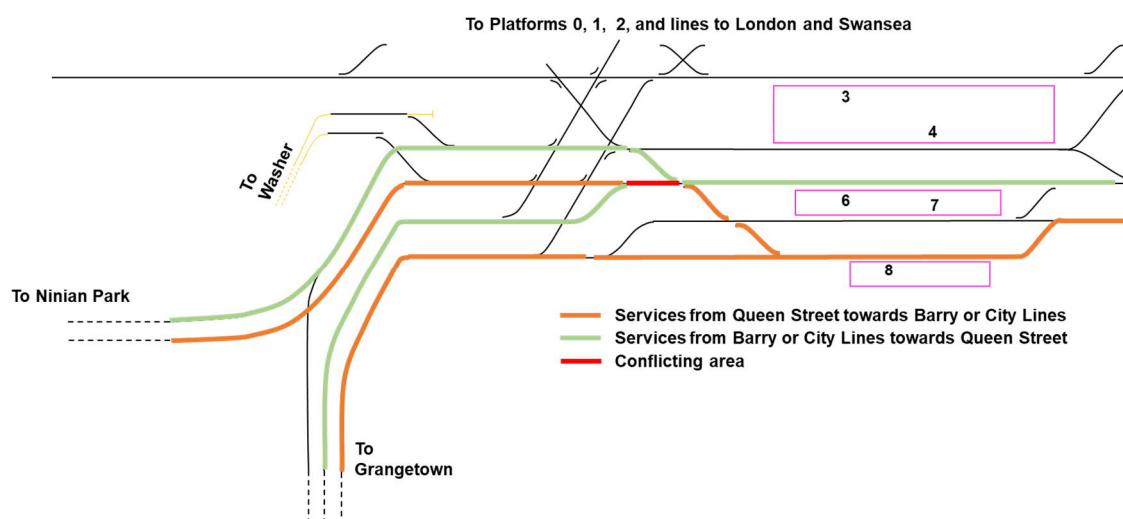 To Platforms 0, 1, 2, and lines to London and Swansea
3
4
To
Washer
6
7
8
To Ninian Park
Services from Queen Street towards Barry or City Lines
Services from Barry or City Lines towards Queen Street
Conflicting area
To
Grangetown